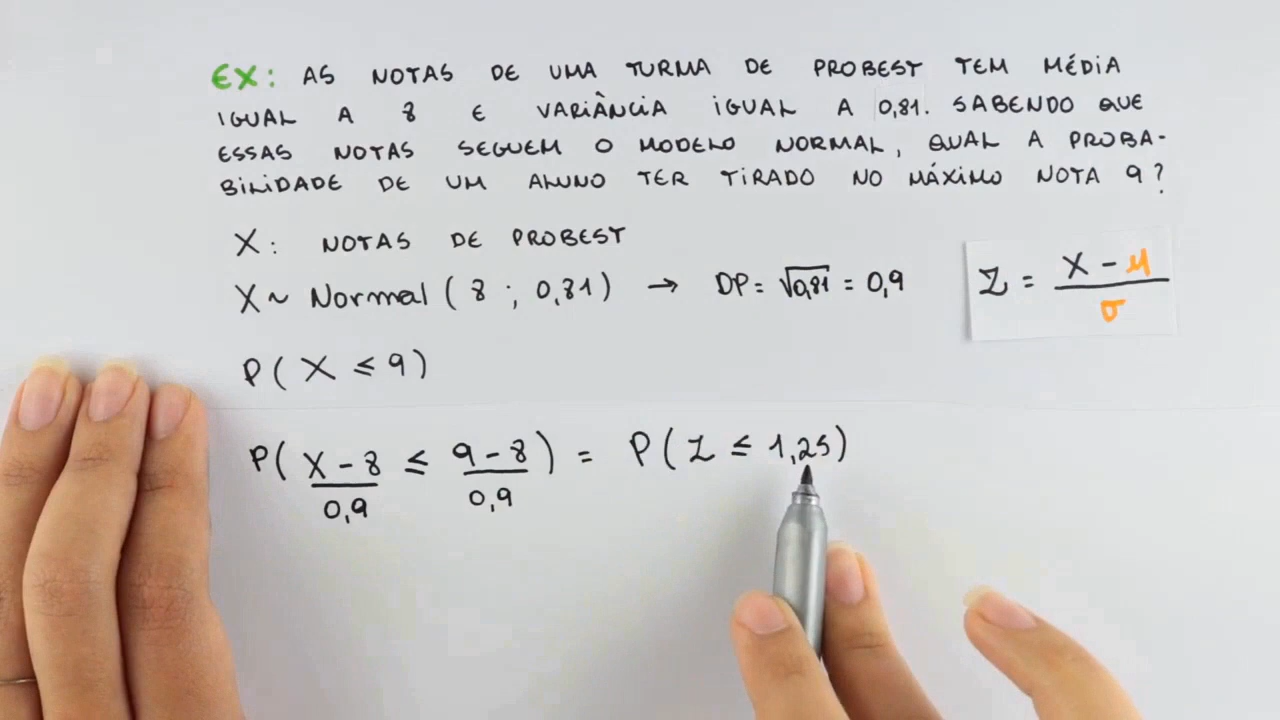 EX: AS NOTAS DE UMA TURMA DE PROBEST TEM MÉDIA
IGUAL A 8 E VARIÂNCIA IGUAL A 0,81. SABENDO QUE
ESSAS NOTAS SEGUEM O MODELO NORMAL, QUAL A PROBA-
BILIDADE DE UM ALUNO TER TIRADO NO MÁXIMO NOTA 9?
X: NOTAS DE PROBEST
X ~ Normal (8 ; 0,81) → DP = √0,81 = 0,9
Z = (X - μ) / σ
P(X ≤ 9)
P((X - 8) / 0,9 ≤ (9 - 8) / 0,9) = P(Z ≤ 1,25)